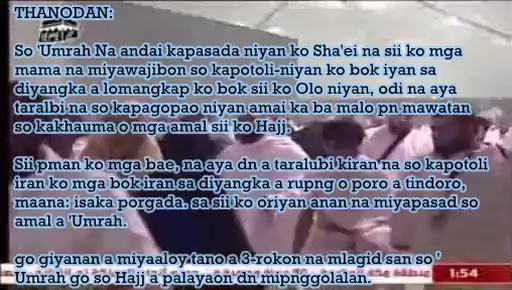 THANODAN:
So 'Umrah Na andai kapasada niyan ko Sha'ei na sii ko mga
mama na miyawajibon so kapotoli-niyan ko bok iyan sa
diyangka a lomangkap ko bok sii ko Olo niyan, odi na aya
taralbi na so kapagopao niyan amai ka ba malo pn mawatan
so kakhauma o mga amal sii ko Hajj.
Sii pman ko mga bae, na aya dn a taralubi kiran na so kapotoli
iran ko mga bok iran sa diyangka a rupng o poro a tindoro,
maana: isaka porgada. sa sii ko oriyan anan na miyapasad so
amal a 'Umrah.
go giyanan a miyaaloy tano a 3-rokon na mlagid san so '
Umrah go so Hajj a palayaon dn mipnggolalan.
1:54